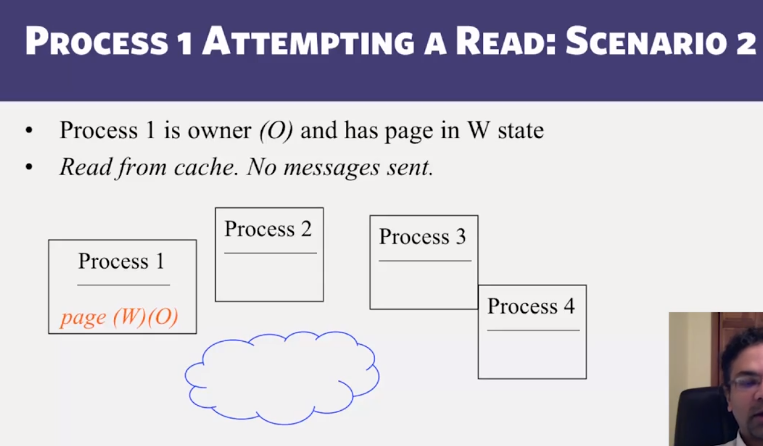 PROCESS 1 ATTEMPTING A READ: SCENARIO 2
• Process 1 is owner (O) and has page in W state
• Read from cache. No messages sent.
Process 1
page (W)(O)
Process 2
Process 3
Process 4